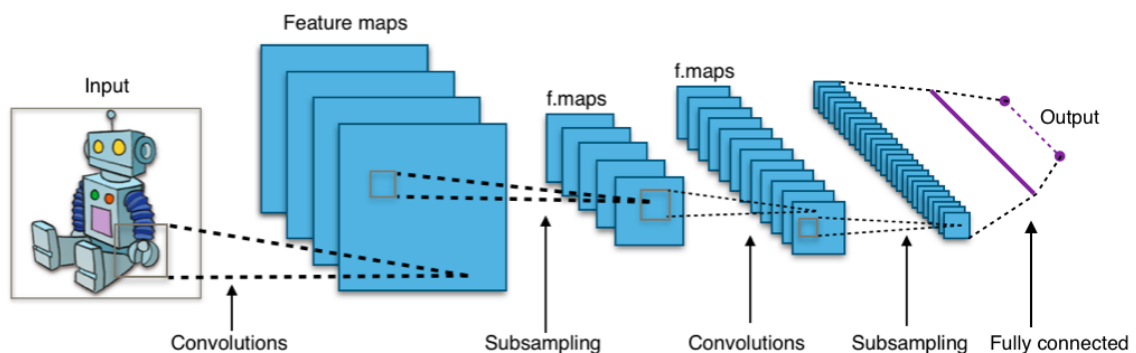 Feature maps
Input
f.maps
f.maps
Output
Convolutions
Subsampling
Convolutions
Subsampling
Fully connected